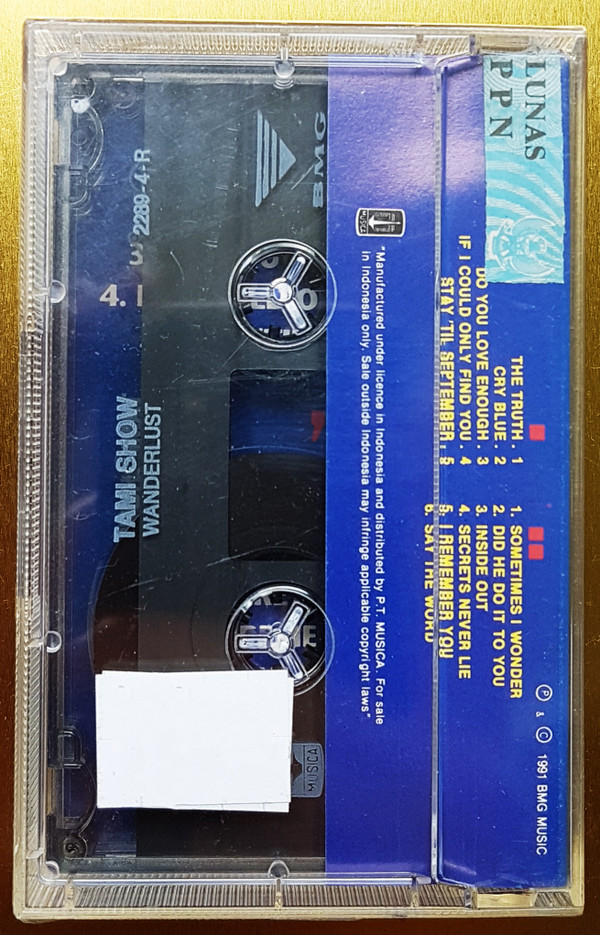 LUNAS
PPN
THE TRUTH . 1
CRY BLUE . 2
DO YOU LOVE ENOUGH . 3
IF I COULD ONLY FIND YOU . 4
STAY 'TIL SEPTEMBER . 5
1. SOMETIMES I WONDER
2. DID HE DO IT TO YOU
3. INSIDE OUT
4. SECRETS NEVER LIE
5. I REMEMBER YOU
6. SAY THE WORD
Ⓟ & © 1991 BMG MUSIC
"Manufactured under licence in Indonesia and distributed by P.T. MUSICA. For sale
in Indonesia only. Sale outside Indonesia may infringe applicable copyright laws."
BMG
2289-4-R
TAMI SHOW
WANDERLUST
MUSICA